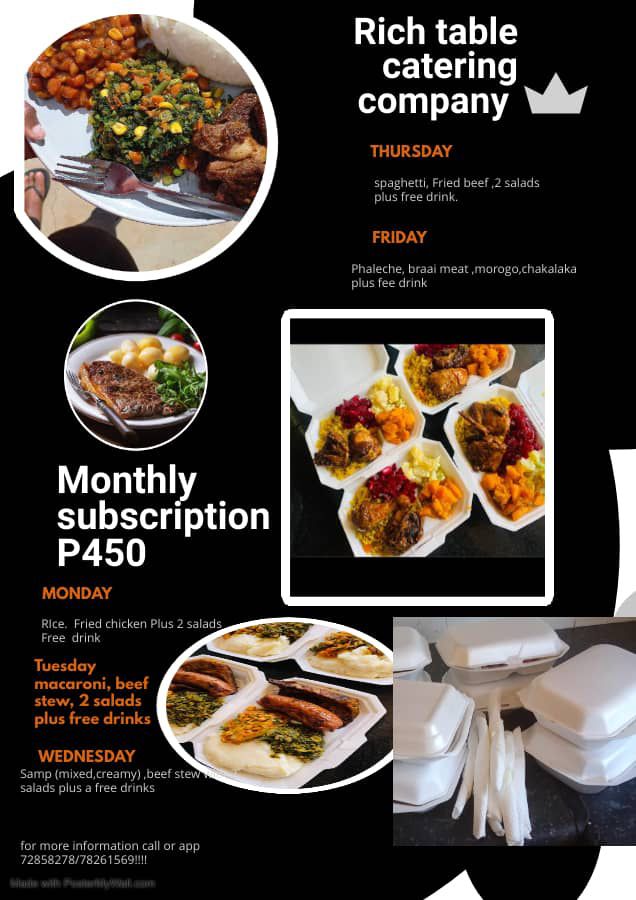 Rich table
catering
company
THURSDAY
spaghetti, Fried beef ,2 salads
plus free drink.
FRIDAY
Phaleche, braai meat ,morogo,chakalaka
plus fee drink
Monthly
subscription
P450
MONDAY
RIce. Fried chicken Plus 2 salads
Free drink
Tuesday
macaroni, beef
stew, 2 salads
plus free drinks
WEDNESDAY
Samp (mixed,creamy) ,beef stew
salads plus a free drinks
for more information call or app
72858278/78261569!!!!
Made with PosterMyWall.com